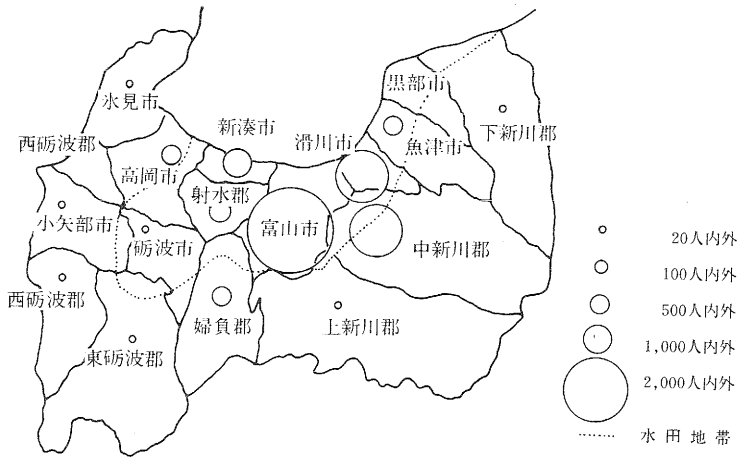 黒部市
氷見市
下新川郡
新湊市
滑川市
魚津市
西砺波郡
高岡市
射水郡
小矢部市
砺波市
富山市
中新川郡
西砺波郡
婦負郡
上新川郡
東砺波郡
20人内外
100人内外
500人内外
1,000人内外
2,000人内外
水田地帯